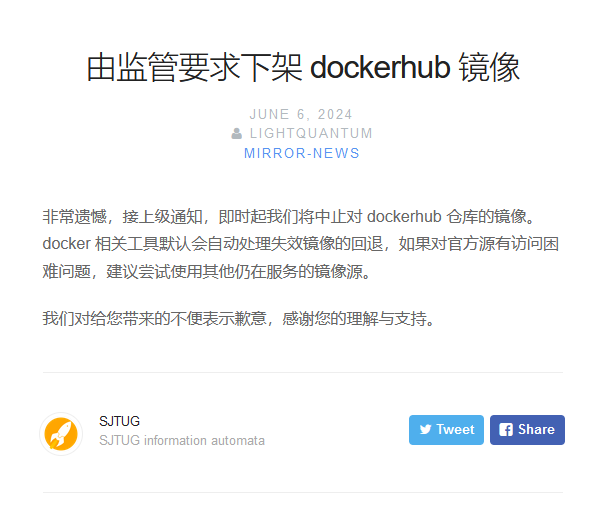 由监管要求下架 dockerhub 镜像
JUNE 6, 2024
LIGHTQUANTUM
MIRROR-NEWS
非常遗憾，接上级通知，即时起我们将中止对 dockerhub 仓库的镜像。
docker 相关工具默认会自动处理失效镜像的回退，如果对官方源有访问困
难问题，建议尝试使用其他仍在服务的镜像源。
我们对给您带来的不便表示歉意，感谢您的理解与支持。
SJTUG
SJTUG information automata
Tweet
Share